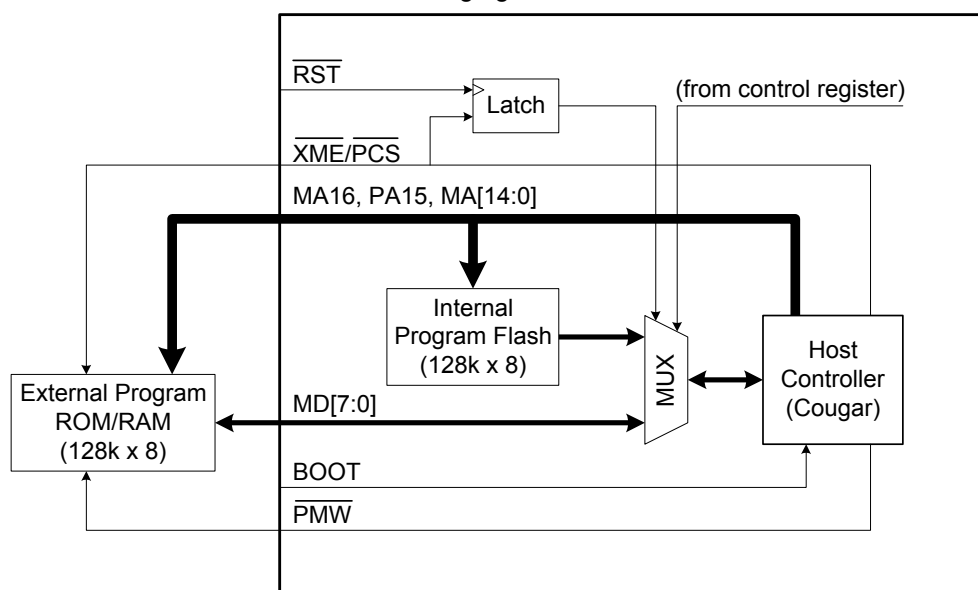 RST
Latch
(from control register)
XME/PCS
MA16, PA15, MA[14:0]
Internal
Program Flash
(128k x 8)
MUX
Host
Controller
(Cougar)
External Program
ROM/RAM
(128k x 8)
MD[7:0]
BOOT
PMW